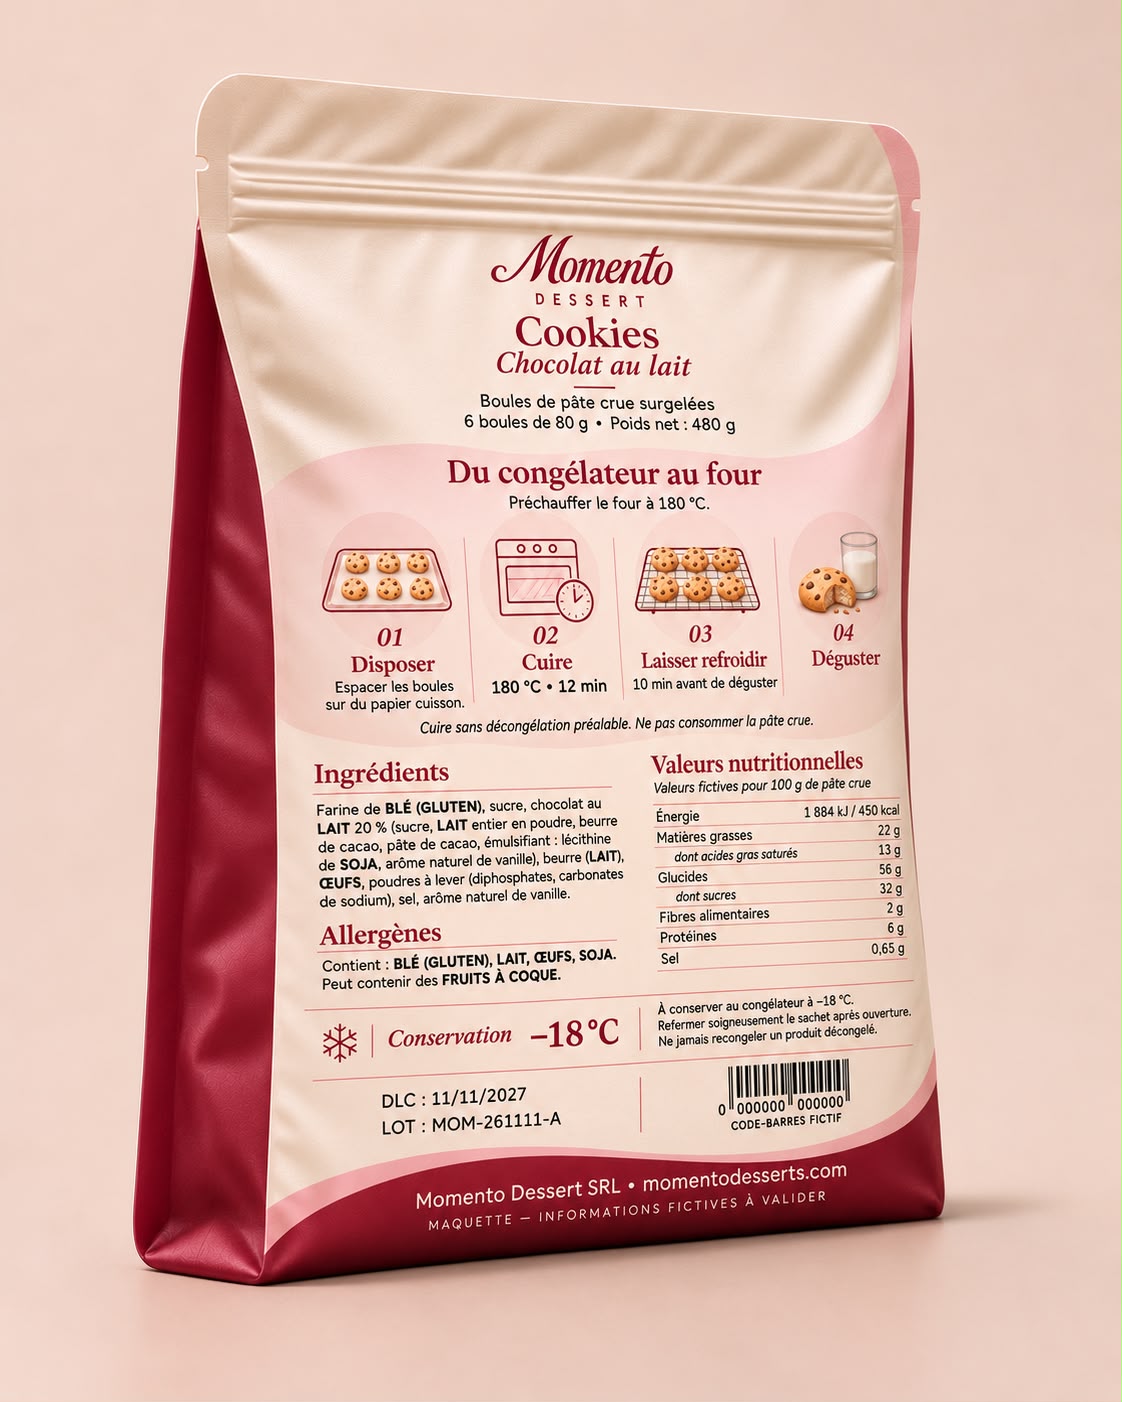 Momento
DESSERT
Cookies
Chocolat au lait
Boules de pâte crue surgelées
6 boules de 80 g • Poids net : 480 g
Du congélateur au four
Préchauffer le four à 180 °C.
01
Disposer
Espacer les boules
sur du papier cuisson.
02
Cuire
180 °C • 12 min
03
Laisser refroidir
10 min avant de déguster
04
Déguster
Cuire sans décongélation préalable. Ne pas consommer la pâte crue.
Ingrédients
Farine de BLÉ (GLUTEN), sucre, chocolat au
LAIT 20 % (sucre, LAIT entier en poudre, beurre
de cacao, pâte de cacao, émulsifiant : lécithine
de SOJA, arôme naturel de vanille), beurre (LAIT),
ŒUFS, poudres à lever (diphosphates, carbonates
de sodium), sel, arôme naturel de vanille.
Allergènes
Contient : BLÉ (GLUTEN), LAIT, ŒUFS, SOJA.
Peut contenir des FRUITS À COQUE.
Valeurs nutritionnelles
Valeurs fictives pour 100 g de pâte crue
Énergie 1 884 kJ / 450 kcal
Matières grasses 22 g
dont acides gras saturés 13 g
Glucides 56 g
dont sucres 32 g
Fibres alimentaires 2 g
Protéines 6 g
Sel 0,65 g
Conservation –18 °C
À conserver au congélateur à –18 °C.
Refermer soigneusement le sachet après ouverture.
Ne jamais recongeler un produit décongelé.
DLC : 11/11/2027
LOT : MOM-261111-A
0 000000 000000
CODE-BARRES FICTIF
Momento Dessert SRL • momentodesserts.com
MAQUETTE — INFORMATIONS FICTIVES À VALIDER